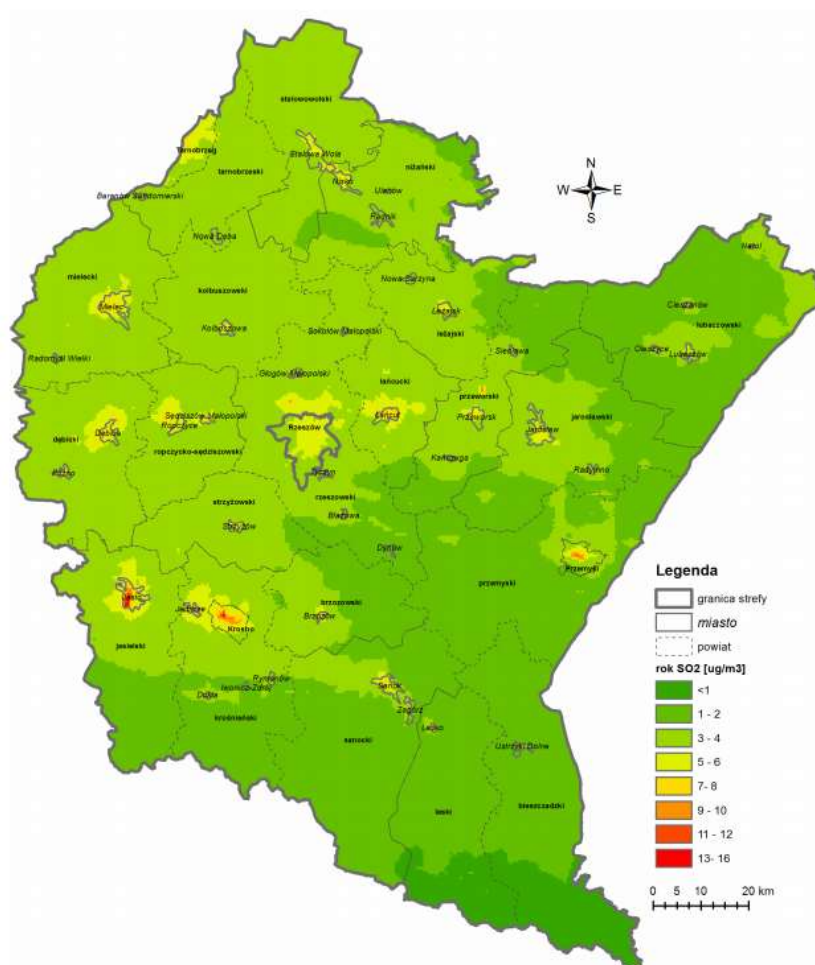 stalowowolski
Tarnobrzeg
Stalowa Wola
niżański
tarnobrzeski
Nisko
Ulanów
N
W E
S
Baranów Sandomierski
Rudnik
Nowa Dęba
Narol
mielecki
kolbuszowski
Nowa Sarzyna
Cieszanów
Mielec
Leżajsk
lubaczowski
Kolbuszowa
Sokołów Małopolski
leżajski
Oleszyce
Lubaczów
Radomyśl Wielki
Sieniawa
Głogów Małopolski
łańcucki
przeworski
Sędziszów Małopolski
Łańcut
Przeworsk
jarosławski
Ropczyce
Rzeszów
Dębica
Jarosław
dębicki
ropczycko-sędziszowski
Kańczuga
Pilzno
Tyczyn
Radymno
strzyżowski
rzeszowski
Błażowa
Strzyżów
Dynów
Przemyśl
Legenda
przemyski
granica strefy
Jasło
Jedlicze
brzozowski
miasto
Krosno
Brzozów
powiat
jasielski
rok SO2 [ug/m3]
Rymanów
Sanok
<1
Iwonicz-Zdrój
Dukla
Zagórz
1 - 2
krośnieński
Lesko
3 - 4
sanocki
Ustrzyki Dolne
5 - 6
7- 8
leski
bieszczadzki
9 - 10
11 - 12
13- 16
0 5 10 20 km